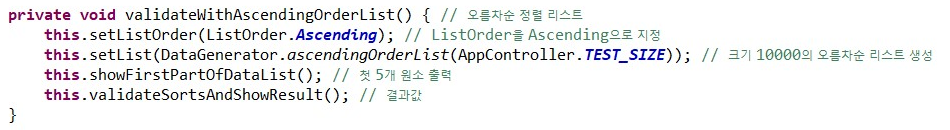 private void validateWithAscendingOrderList() { // 오름차순 정렬 리스트
    this.setListOrder(ListOrder.Ascending); // ListOrder을 Ascending으로 지정
    this.setList(DataGenerator.ascendingOrderList(AppController.TEST_SIZE)); // 크기 10000의 오름차순 리스트 생성
    this.showFirstPartOfDataList(); // 첫 5개 원소 출력
    this.validateSortsAndShowResult(); // 결과값
}